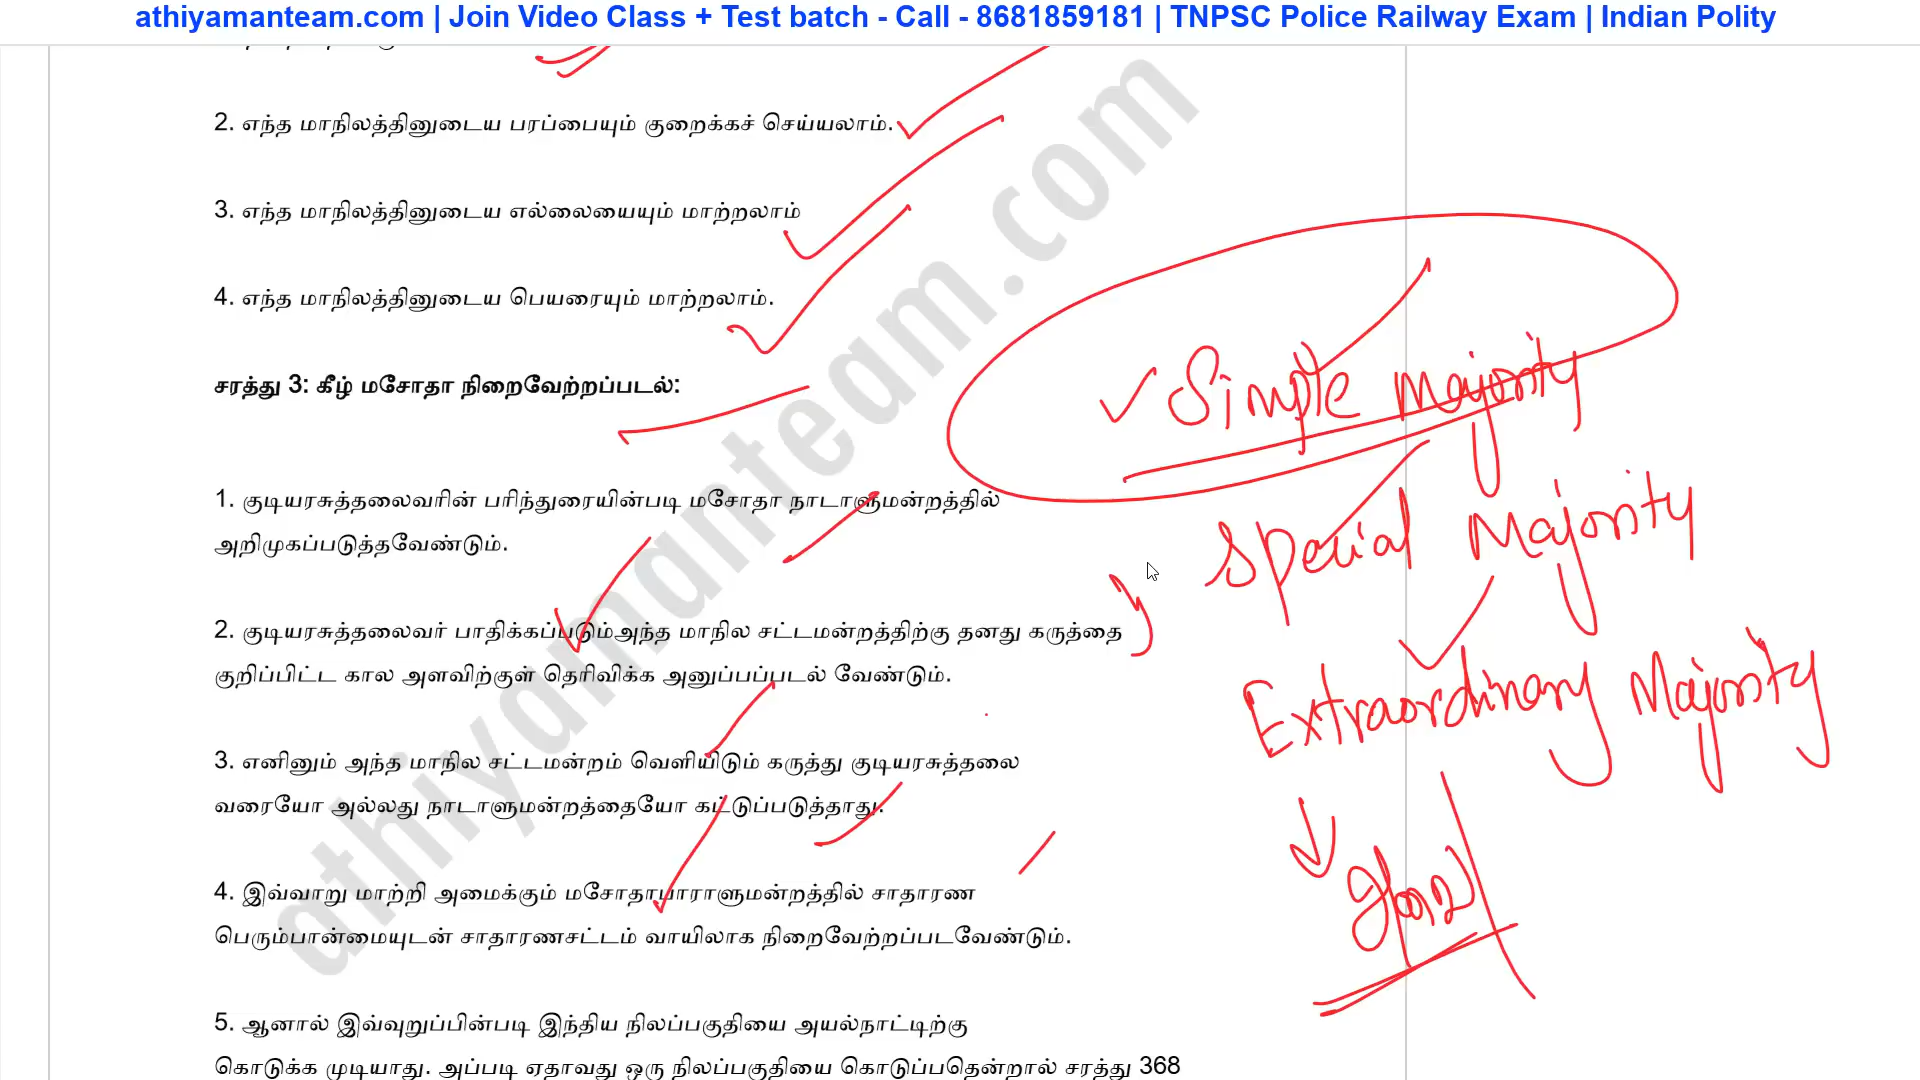 athiyamanteam.com | Join Video Class + Test batch - Call - 8681859181 | TNPSC Police Railway Exam | Indian Polity
2. எந்த மாநிலத்தினுடைய பரப்பையும் குறைக்கச் செய்யலாம்.
3. எந்த மாநிலத்தினுடைய எல்லையையும் மாற்றலாம்
4. எந்த மாநிலத்தினுடைய பெயரையும் மாற்றலாம்.
சரத்து 3: கீழ் மசோதா நிறைவேற்றப்படல்:
1. குடியரசுத்தலைவரின் பரிந்துரையின்படி மசோதா நாடாளுமன்றத்தில்
அறிமுகப்படுத்தவேண்டும்.
2. குடியரசுத்தலைவர் பாதிக்கப்படும்அந்த மாநில சட்டமன்றத்திற்கு தனது கருத்தை
குறிப்பிட்ட கால அளவிற்குள் தெரிவிக்க அனுப்பப்படல் வேண்டும்.
3. எனினும் அந்த மாநில சட்டமன்றம் வெளியிடும் கருத்து குடியரசுத்தலை
வரையோ அல்லது நாடாளுமன்றத்தையோ கட்டுப்படுத்தாது.
4. இவ்வாறு மாற்றி அமைக்கும் மசோதாபாராளுமன்றத்தில் சாதாரண
பெரும்பான்மையுடன் சாதாரணசட்டம் வாயிலாக நிறைவேற்றப்படவேண்டும்.
5. ஆனால் இவ்வுறுப்பின்படி இந்திய நிலப்பகுதியை அயல்நாட்டிற்கு
கொடுக்க முடியாது. அப்படி ஏதாவது ஒரு நிலப்பகுதியை கொடுப்பதென்றால் சரத்து 368
Simple Majority
Special Majority
Extraordinary Majority
athiyamanteam.com